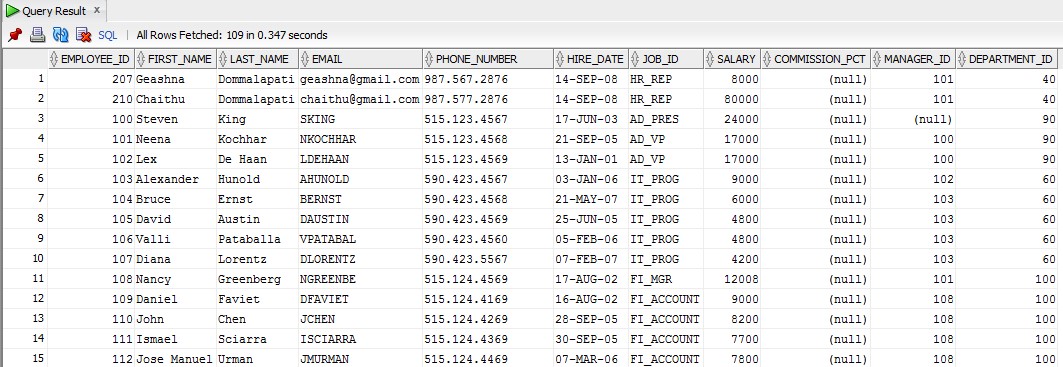 Query Result x
SQL | All Rows Fetched: 109 in 0.347 seconds
EMPLOYEE_ID FIRST_NAME LAST_NAME EMAIL PHONE_NUMBER HIRE_DATE JOB_ID SALARY COMMISSION_PCT MANAGER_ID DEPARTMENT_ID
1 207 Geashna Dommalapati geashna@gmail.com 987.567.2876 14-SEP-08 HR_REP 8000 (null) 101 40
2 210 Chaithu Dommalapati chaithu@gmail.com 987.577.2876 14-SEP-08 HR_REP 80000 (null) 101 40
3 100 Steven King SKING 515.123.4567 17-JUN-03 AD_PRES 24000 (null) (null) 90
4 101 Neena Kochhar NKOCHHAR 515.123.4568 21-SEP-05 AD_VP 17000 (null) 100 90
5 102 Lex De Haan LDEHAAN 515.123.4569 13-JAN-01 AD_VP 17000 (null) 100 90
6 103 Alexander Hunold AHUNOLD 590.423.4567 03-JAN-06 IT_PROG 9000 (null) 102 60
7 104 Bruce Ernst BERNST 590.423.4568 21-MAY-07 IT_PROG 6000 (null) 103 60
8 105 David Austin DAUSTIN 590.423.4569 25-JUN-05 IT_PROG 4800 (null) 103 60
9 106 Valli Pataballa VPATABAL 590.423.4560 05-FEB-06 IT_PROG 4800 (null) 103 60
10 107 Diana Lorentz DLORENTZ 590.423.5567 07-FEB-07 IT_PROG 4200 (null) 103 60
11 108 Nancy Greenberg NGREENBE 515.124.4569 17-AUG-02 FI_MGR 12008 (null) 101 100
12 109 Daniel Faviet DFAVIET 515.124.4169 16-AUG-02 FI_ACCOUNT 9000 (null) 108 100
13 110 John Chen JCHEN 515.124.4269 28-SEP-05 FI_ACCOUNT 8200 (null) 108 100
14 111 Ismael Sciarra ISCIARRA 515.124.4369 30-SEP-05 FI_ACCOUNT 7700 (null) 108 100
15 112 Jose Manuel Urman JMURMAN 515.124.4469 07-MAR-06 FI_ACCOUNT 7800 (null) 108 100